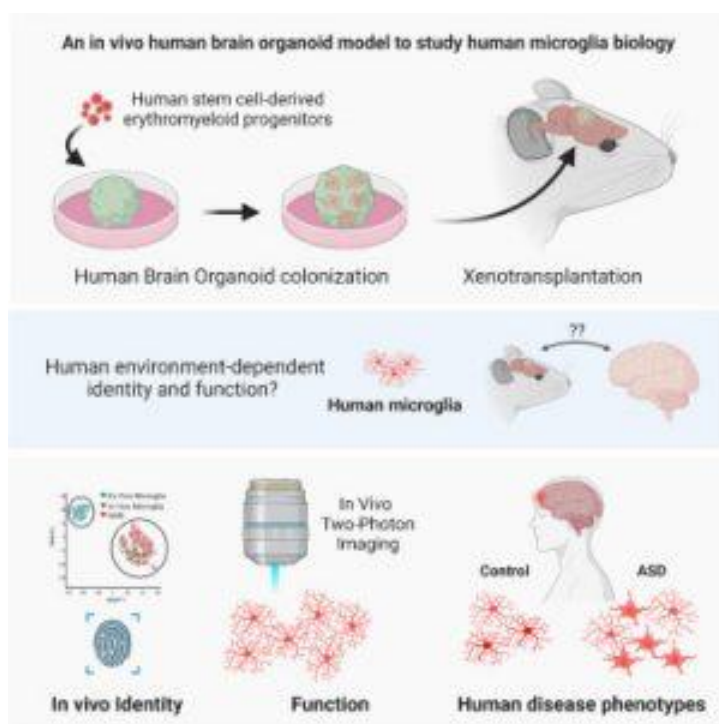 An in vivo human brain organoid model to study human microglia biology
Human stem cell-derived
erythromyeloid progenitors
Human Brain Organoid colonization
Xenotransplantation
Human environment-dependent
identity and function?
Human microglia
??
In Vivo
Two-Photon
Imaging
Control
ASD
In vivo Identity
Function
Human disease phenotypes